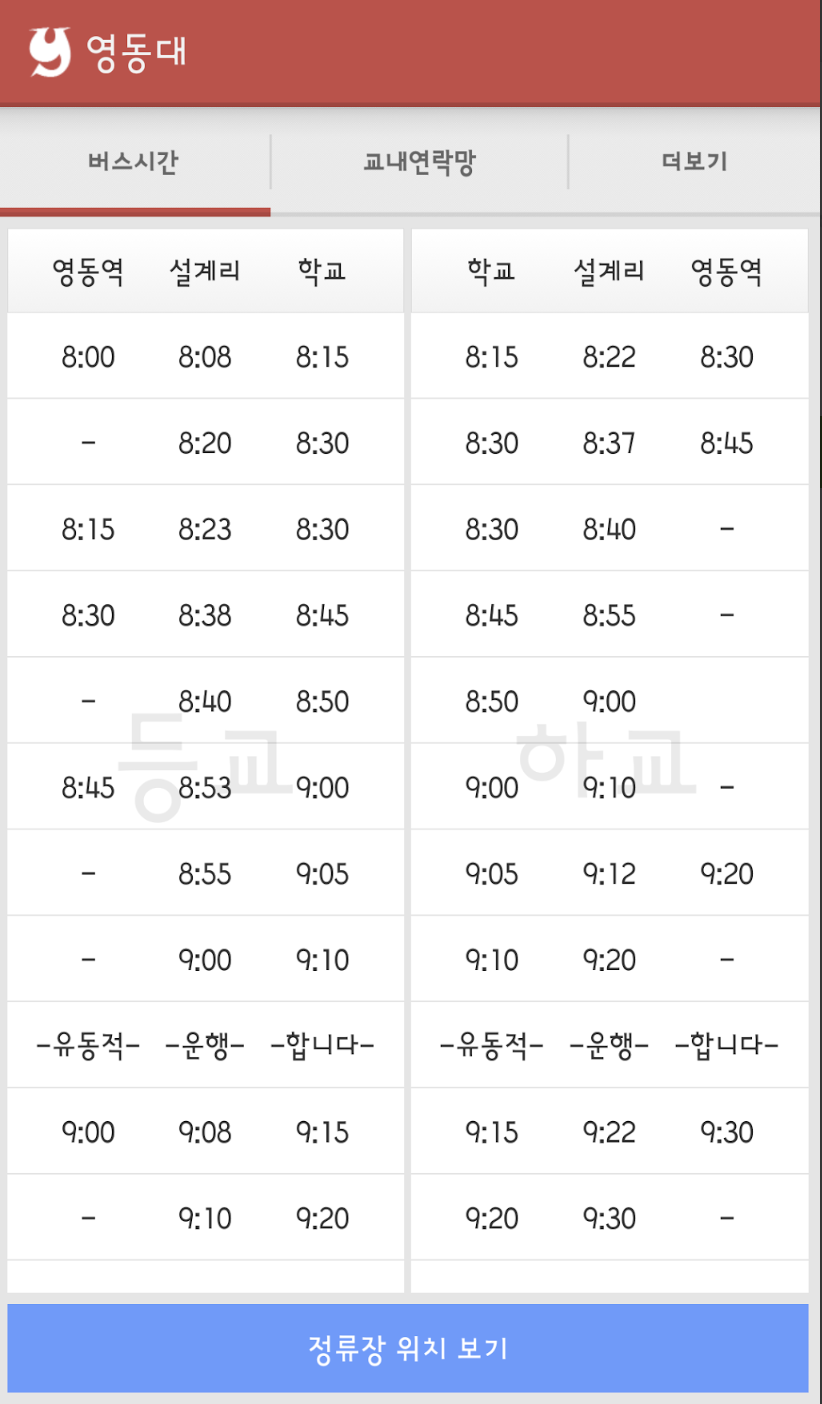 y 영동대
버스시간 교내연락망 더보기
영동역 설계리 학교 학교 설계리 영동역
8:00 8:08 8:15 8:15 8:22 8:30
- 8:20 8:30 8:30 8:37 8:45
8:15 8:23 8:30 8:30 8:40 -
8:30 8:38 8:45 8:45 8:55 -
- 8:40 8:50 8:50 9:00
등교 하교
8:45 8:53 9:00 9:00 9:10 -
- 8:55 9:05 9:05 9:12 9:20
- 9:00 9:10 9:10 9:20 -
-유동적- -운행- -합니다- -유동적- -운행- -합니다-
9:00 9:08 9:15 9:15 9:22 9:30
- 9:10 9:20 9:20 9:30 -
정류장 위치 보기